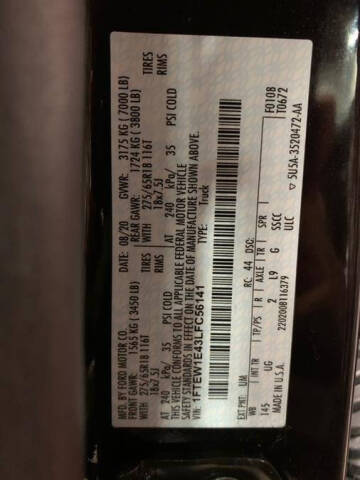 MFD. BY FORD MOTOR CO.
DATE: 08/20 GVWR: 3175 KG ( 7000 LB)
FRONT GAWR: 1565 KG ( 3450 LB) REAR GAWR: 1724 KG ( 3800 LB)
WITH 275/65R18 116T TIRES WITH 275/65R18 116T TIRES
18x7.5J RIMS 18x7.5J RIMS
AT 240 kPa/ 35 PSI COLD AT 240 kPa/ 35 PSI COLD
THIS VEHICLE CONFORMS TO ALL APPLICABLE FEDERAL MOTOR VEHICLE
SAFETY STANDARDS IN EFFECT ON THE DATE OF MANUFACTURE SHOWN ABOVE.
VIN: 1FTEW1E43LFC56141 Truck
F0108
T0672
EXT PNT: UM RC: 44 DSO:
WB INT TR TP/PS R AXLE TR SPR
145 UG 2 L9 G SSCC
2202008116379 ULC
MADE IN U.S.A. ▽ 5U5A-3520472-AA